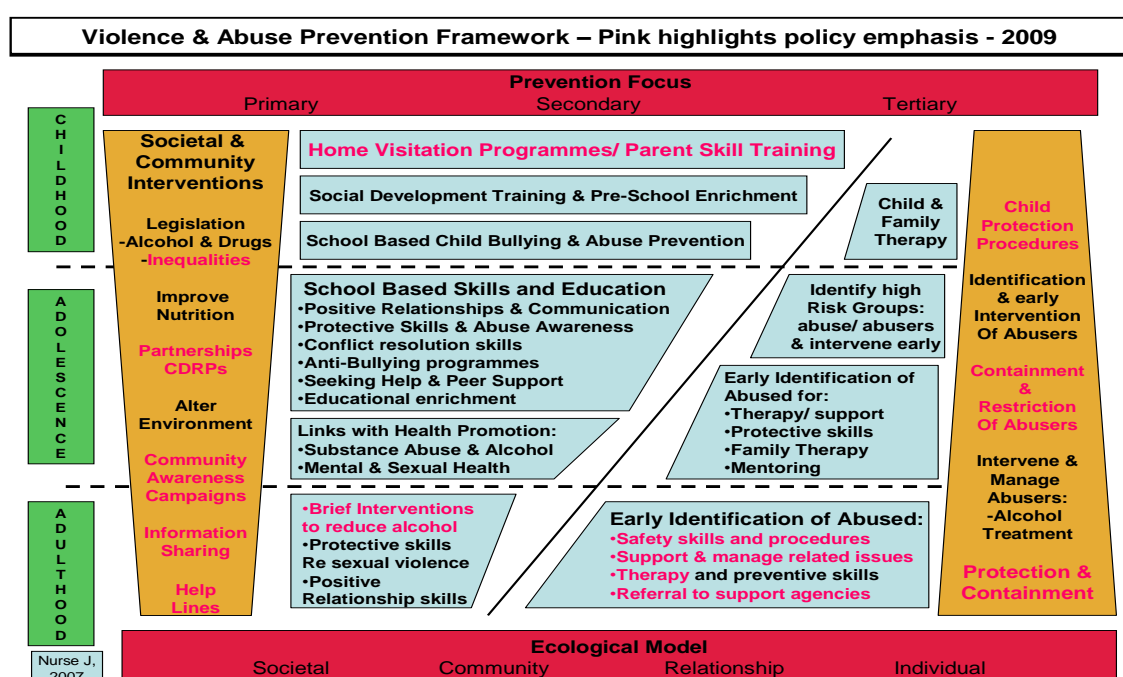 Violence & Abuse Prevention Framework – Pink highlights policy emphasis - 2009
Prevention Focus
Primary Secondary Tertiary
CHILDHOOD
Societal &
Community
Interventions
Legislation
-Alcohol & Drugs
-Inequalities
Improve
Nutrition
Partnerships
CDRPs
Alter
Environment
Community
Awareness
Campaigns
Information
Sharing
Help
Lines
Home Visitation Programmes/ Parent Skill Training
Social Development Training & Pre-School Enrichment
School Based Child Bullying & Abuse Prevention
Child &
Family
Therapy
Child
Protection
Procedures
Identification
& early
Intervention
Of Abusers
Containment
&
Restriction
Of Abusers
Intervene &
Manage
Abusers:
-Alcohol
Treatment
Protection &
Containment
ADOLESCENCE
School Based Skills and Education
•Positive Relationships & Communication
•Protective Skills & Abuse Awareness
•Conflict resolution skills
•Anti-Bullying programmes
•Seeking Help & Peer Support
•Educational enrichment
Identify high
Risk Groups:
abuse/ abusers
& intervene early
Links with Health Promotion:
•Substance Abuse & Alcohol
•Mental & Sexual Health
Early Identification of
Abused for:
•Therapy/ support
•Protective skills
•Family Therapy
•Mentoring
ADULTHOOD
•Brief Interventions
to reduce alcohol
•Protective skills
Re sexual violence
•Positive
Relationship skills
Early Identification of Abused:
•Safety skills and procedures
•Support & manage related issues
•Therapy and preventive skills
•Referral to support agencies
Ecological Model
Societal Community Relationship Individual
Nurse J,
2007